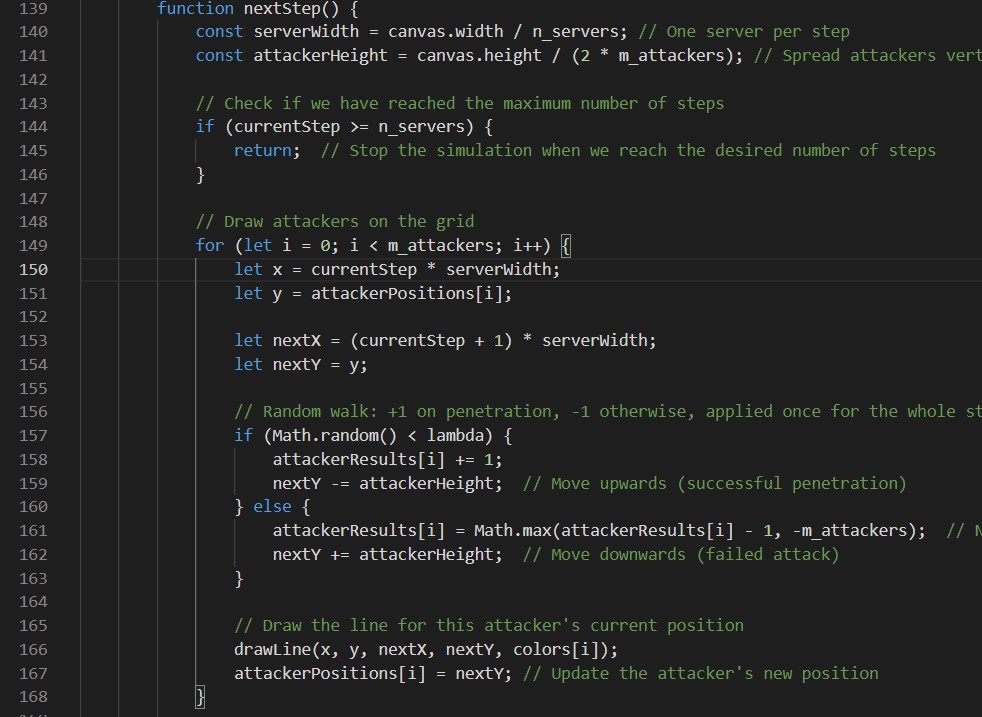 139 function nextStep() {
140 const serverWidth = canvas.width / n_servers; // One server per step
141 const attackerHeight = canvas.height / (2 * m_attackers); // Spread attackers
142
143 // Check if we have reached the maximum number of steps
144 if (currentStep >= n_servers) {
145 return; // Stop the simulation when we reach the desired number of steps
146 }
147
148 // Draw attackers on the grid
149 for (let i = 0; i < m_attackers; i++) {
150 let x = currentStep * serverWidth;
151 let y = attackerPositions[i];
152
153 let nextX = (currentStep + 1) * serverWidth;
154 let nextY = y;
155
156 // Random walk: +1 on penetration, -1 otherwise, applied once for the whole
157 if (Math.random() < lambda) {
158 attackerResults[i] += 1;
159 nextY -= attackerHeight; // Move upwards (successful penetration)
160 } else {
161 attackerResults[i] = Math.max(attackerResults[i] - 1, -m_attackers); //
162 nextY += attackerHeight; // Move downwards (failed attack)
163 }
164
165 // Draw the line for this attacker's current position
166 drawLine(x, y, nextX, nextY, colors[i]);
167 attackerPositions[i] = nextY; // Update the attacker's new position
168 }